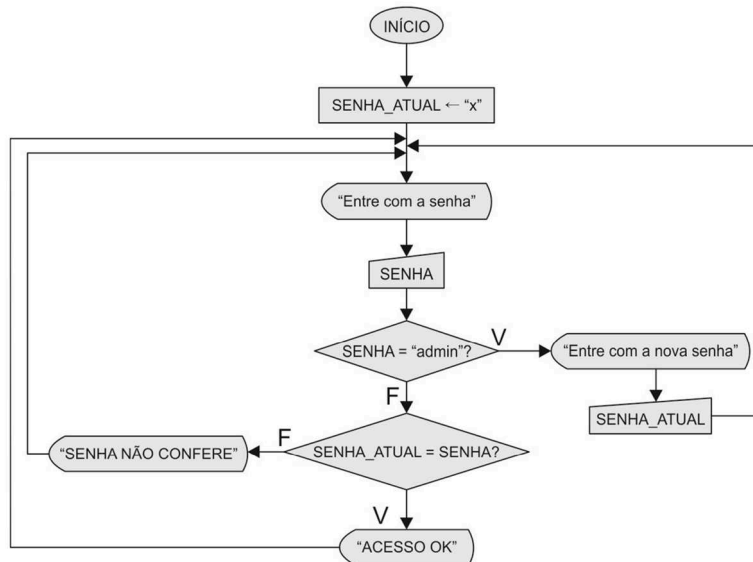 INÍCIO
SENHA_ATUAL ← “x”
“Entre com a senha”
SENHA
SENHA = “admin”?
V
“Entre com a nova senha”
F
SENHA_ATUAL
SENHA_ATUAL = SENHA?
F
“SENHA NÃO CONFERE”
V
“ACESSO OK”